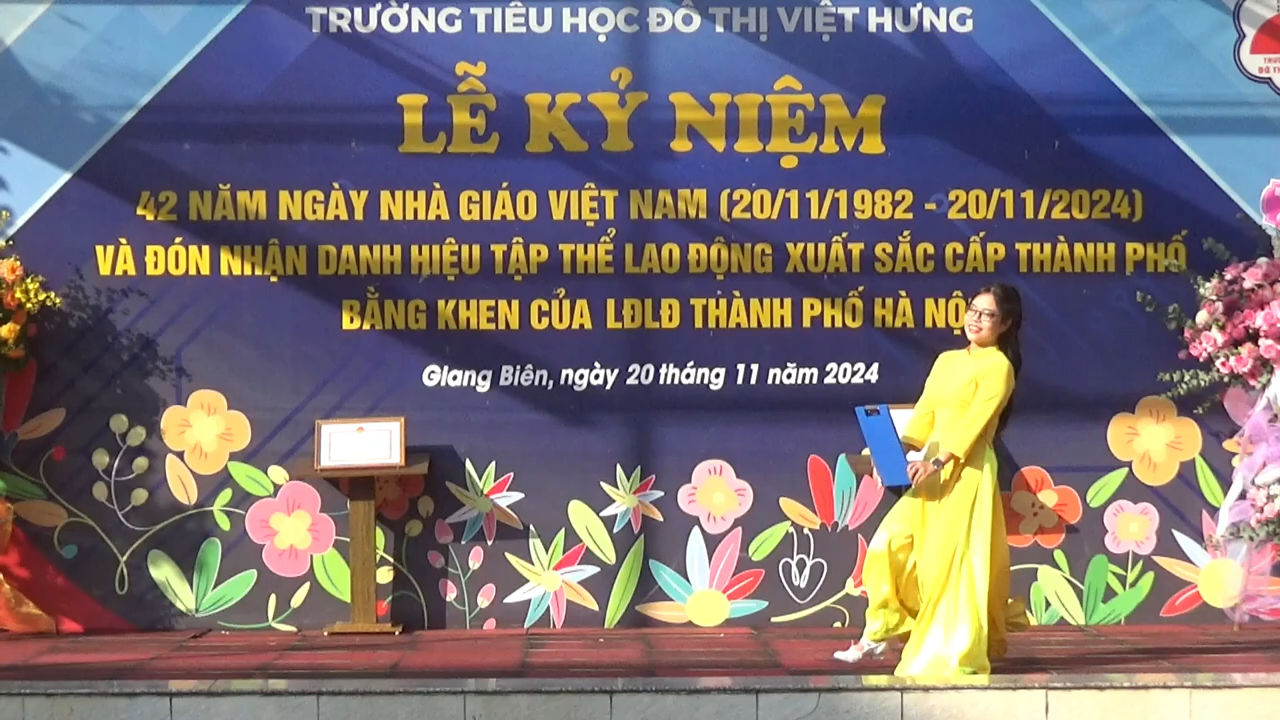 TRƯỜNG TIỂU HỌC ĐÔ THỊ VIỆT HƯNG
LỄ KỶ NIỆM
42 NĂM NGÀY NHÀ GIÁO VIỆT NAM (20/11/1982 - 20/11/2024)
VÀ ĐÓN NHẬN DANH HIỆU TẬP THỂ LAO ĐỘNG XUẤT SẮC CẤP THÀNH PHỐ
BẰNG KHEN CỦA LĐLĐ THÀNH PHỐ HÀ NỘ
Giang Biên, ngày 20 tháng 11 năm 2024